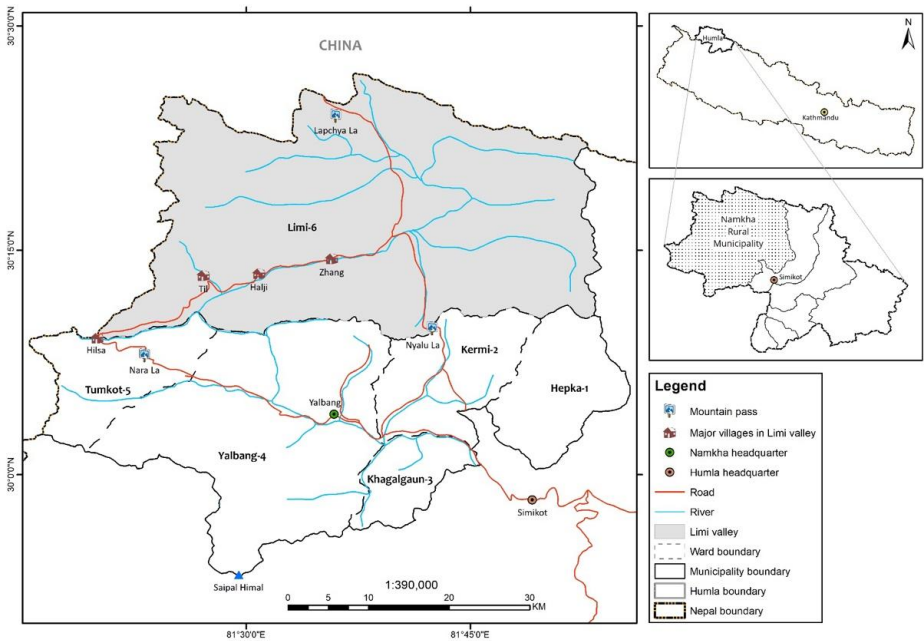 30°30'0"N
30°15'0"N
30°0'0"N
CHINA
Lapchya La
Limi-6
Zhang
Halji
Til
Hilsa
Nara La
Nyalu La
Kermi-2
Hepka-1
Tumkot-5
Yalbang
Yalbang-4
Khagalgaun-3
Simikot
Saipal Himal
1:390,000
0 5 10 20 30
KM
81°30'0"E
81°45'0"E
N
Humla
Kathmandu
Namkha
Rural
Municipality
Simikot
Legend
Mountain pass
Major villages in Limi valley
Namkha headquarter
Humla headquarter
Road
River
Limi valley
Ward boundary
Municipality boundary
Humla boundary
Nepal boundary